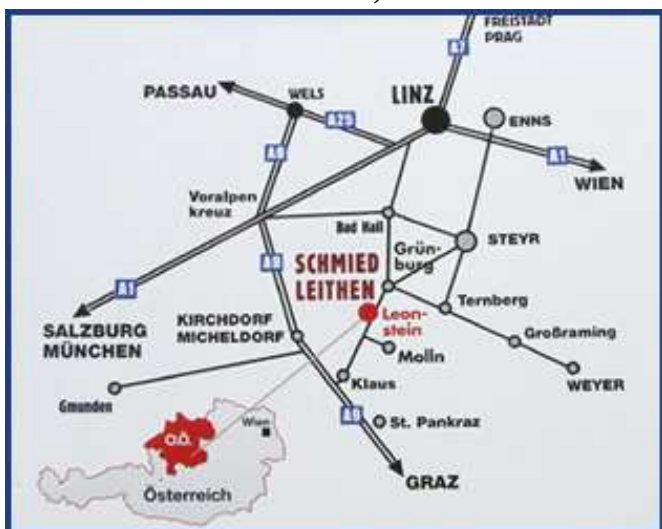 FREISTADT
PRAG
A7
PASSAU
WELS
LINZ
ENNS
A25
A8
A1
WIEN
Voralpen
kreuz
Bad Hall
Grün-
burg
STEYR
SCHMIED
LEITHEN
A9
A1
SALZBURG
MÜNCHEN
KIRCHDORF
MICHELDORF
Leon-
stein
Ternberg
Molln
Großraming
Klaus
WEYER
Gmunden
A9
St. Pankraz
Wien
O.Ö.
GRAZ
Österreich